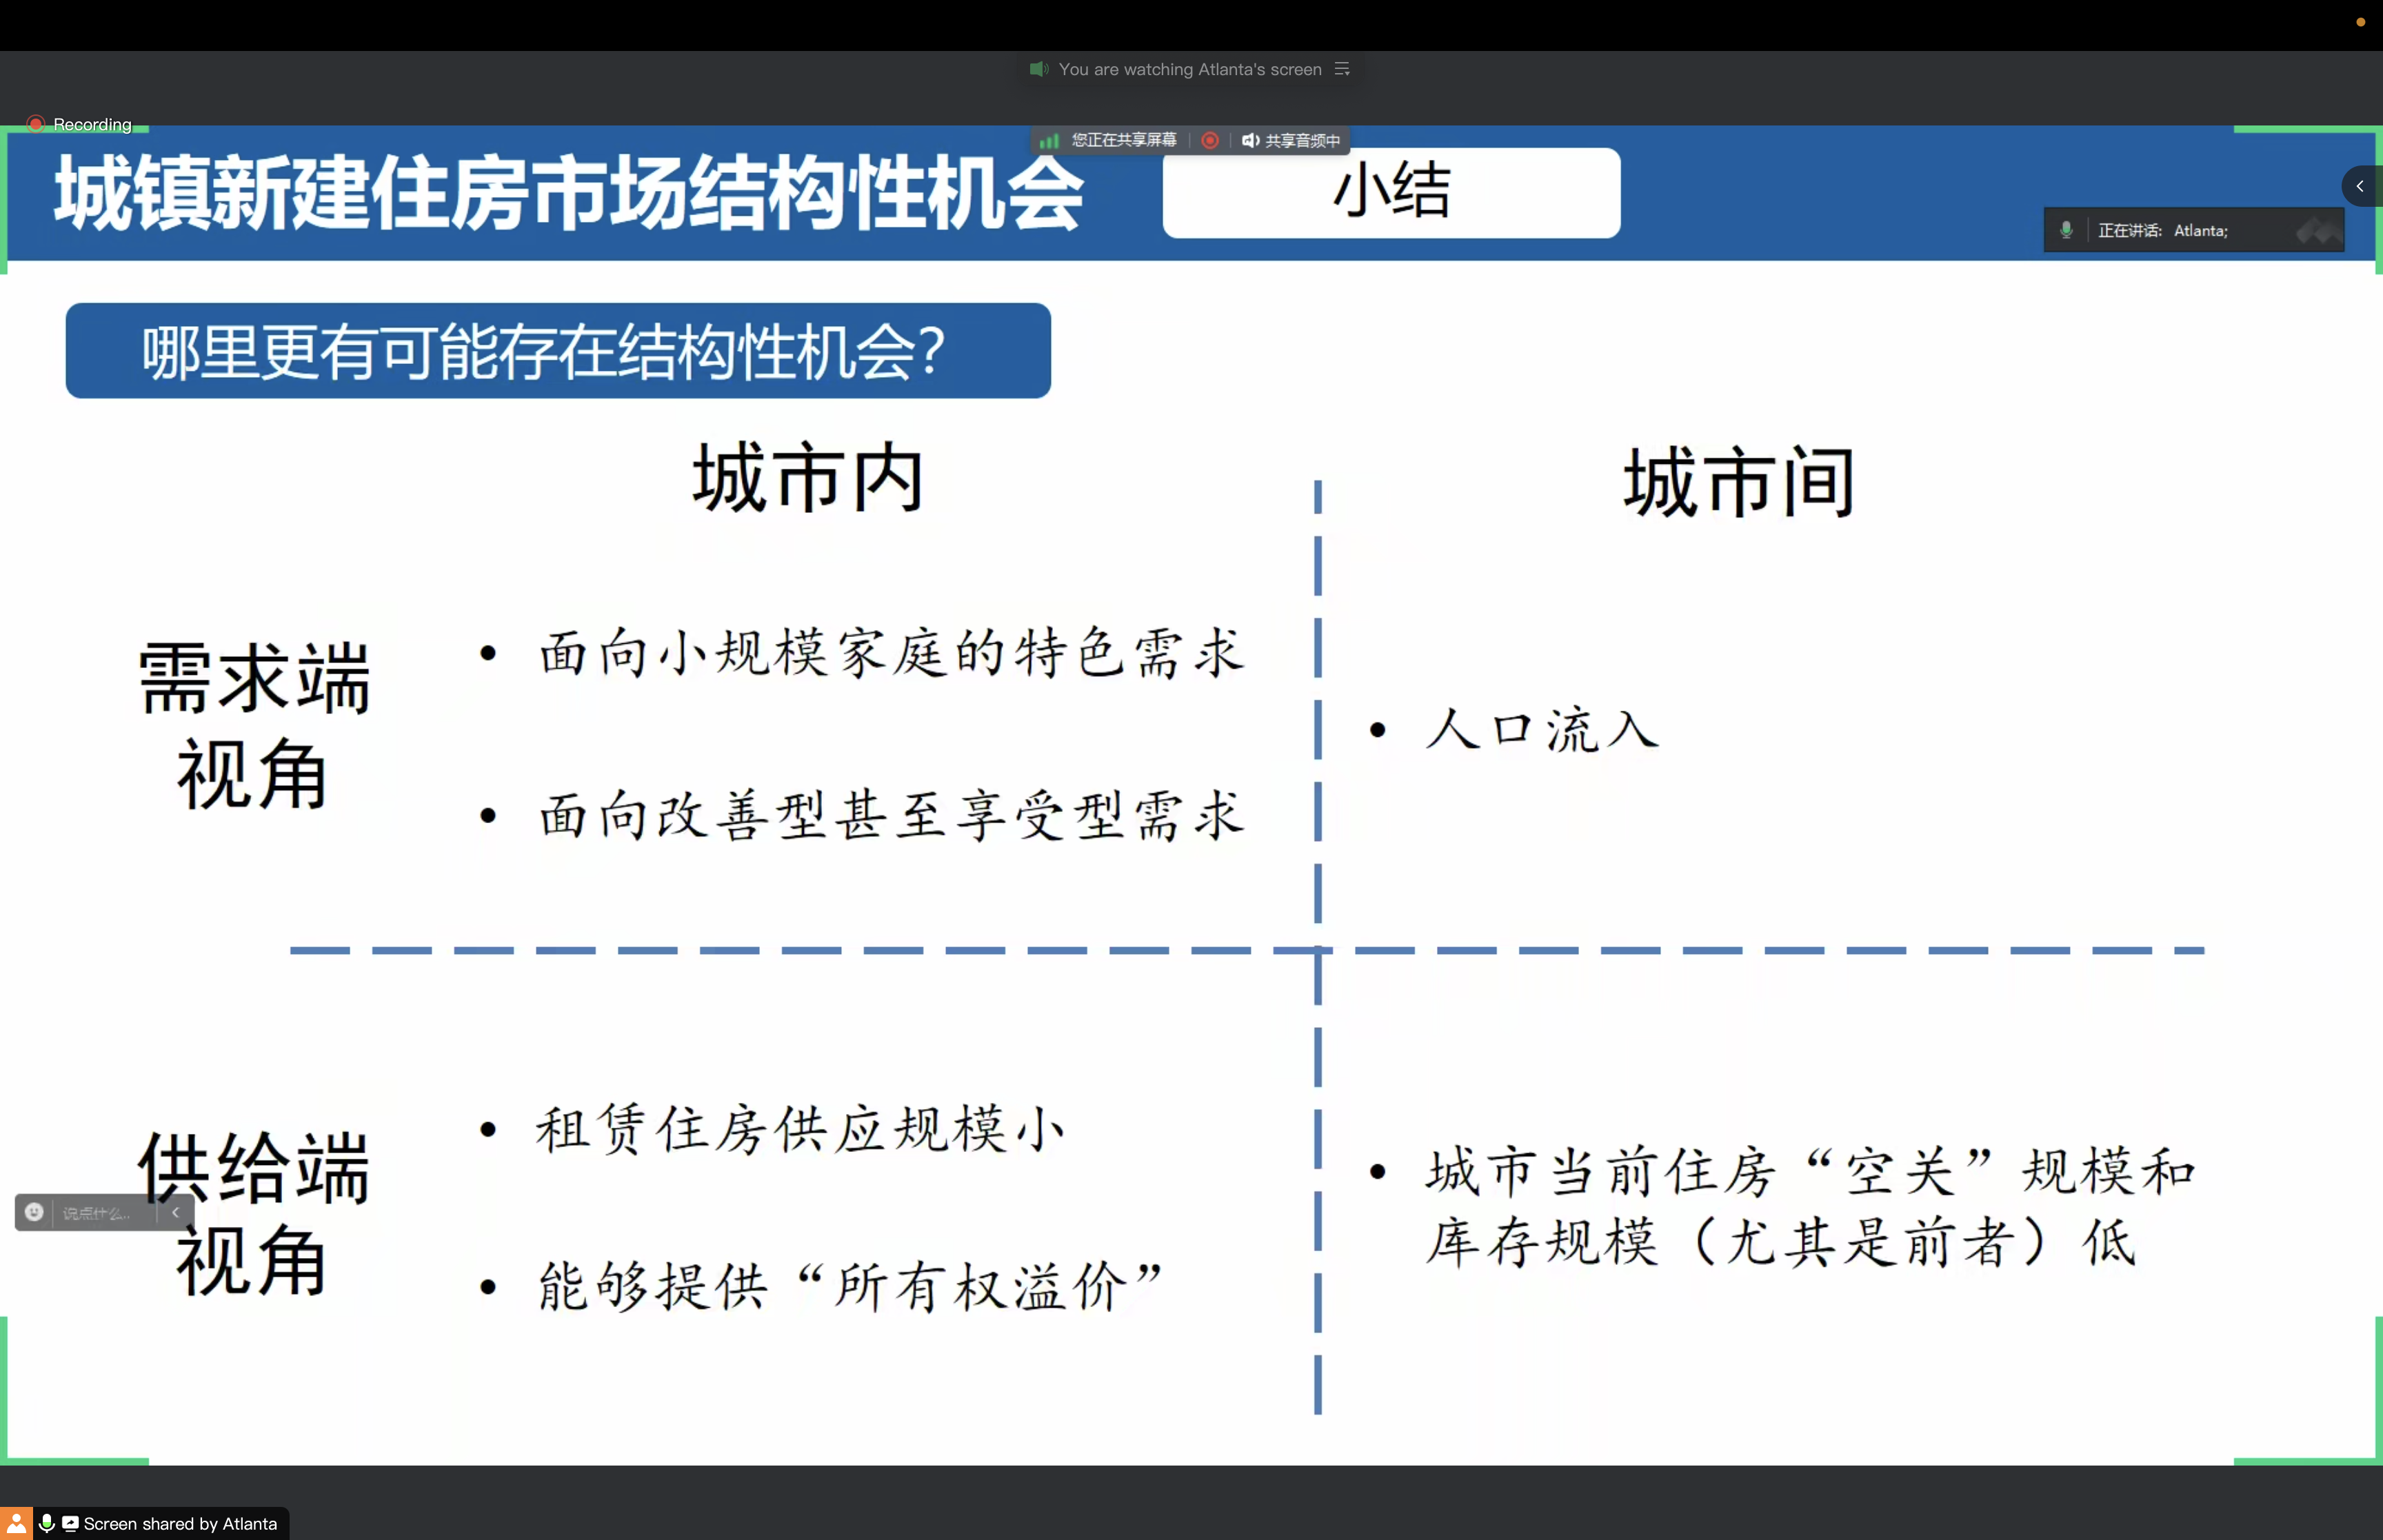 You are watching Atlanta's screen
Recording
您正在共享屏幕 共享音频中
城镇新建住房市场结构性机会 小结
正在讲话: Atlanta;
哪里更有可能存在结构性机会?
城市内 城市间
需求端
视角
• 面向小规模家庭的特色需求
• 面向改善型甚至享受型需求
• 人口流入
供给端
视角
• 租赁住房供应规模小
• 能够提供“所有权溢价”
• 城市当前住房“空关”规模和
库存规模（尤其是前者）低
说点什么...
Screen shared by Atlanta